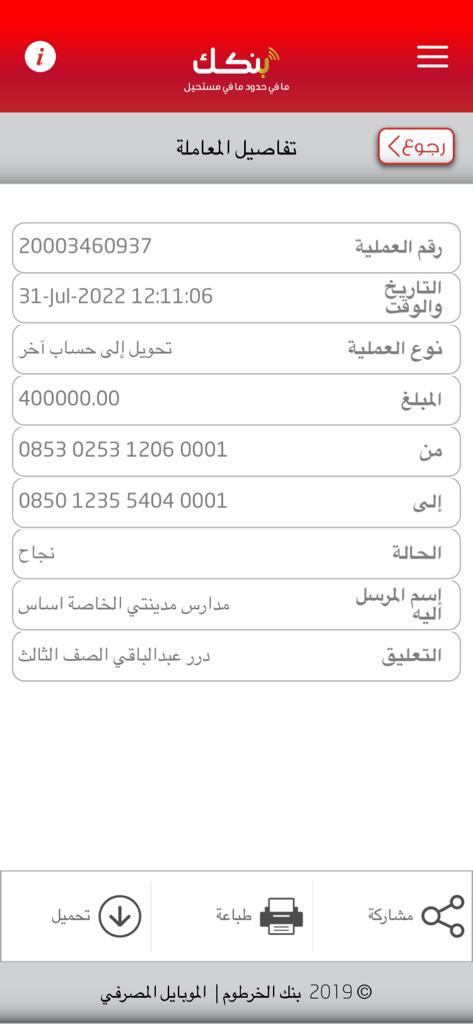 بنكك
ما في حدود ما في مستحيل
رجوع
تفاصيل المعاملة
رقم العملية 20003460937
التاريخ والوقت 31-Jul-2022 12:11:06
نوع العملية تحويل إلى حساب آخر
المبلغ 400000.00
من 0853 0253 1206 0001
إلى 0850 1235 5404 0001
الحالة نجاح
إسم المرسل اليه مدارس مدينتي الخاصة اساس
التعليق درر عبدالباقي الصف الثالث
مشاركة طباعة تحميل
© 2019 بنك الخرطوم | الموبايل المصرفي